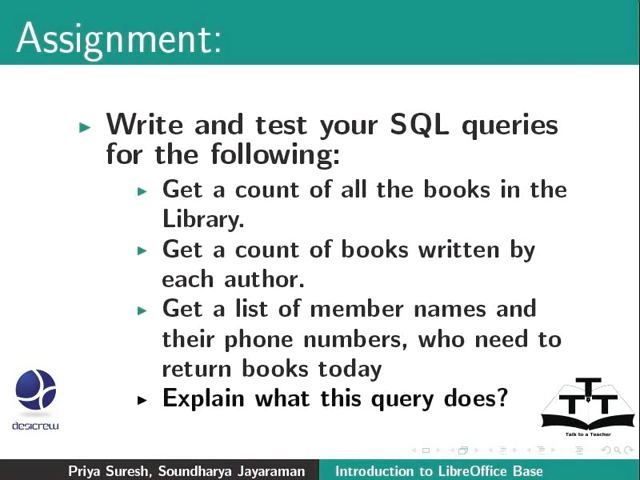 Assignment:
Write and test your SQL queries
for the following:
Get a count of all the books in the
Library.
Get a count of books written by
each author.
Get a list of member names and
their phone numbers, who need to
return books today
Explain what this query does?
desicrew
TTT
Talk to a Teacher
Priya Suresh, Soundharya Jayaraman Introduction to LibreOffice Base